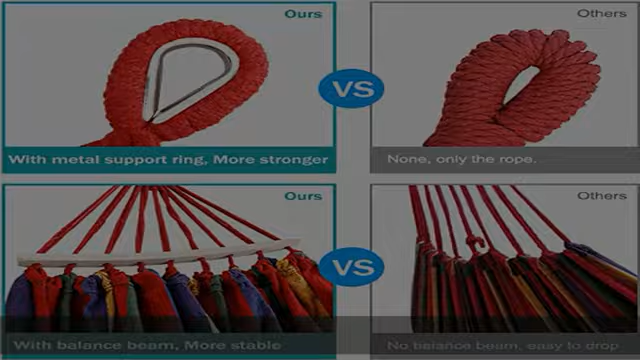 Ours
Others
VS
With metal support ring, More stronger
None, only the rope.
Ours
Others
VS
With balance beam, More stable
No belance beam, easy to drop